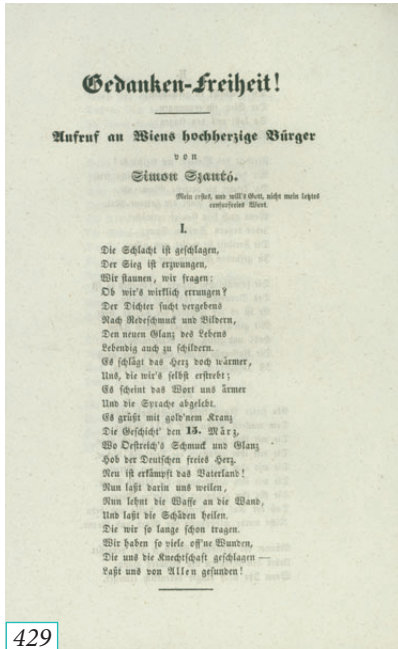 Gedanken-Freiheit!
Aufruf an Wiens hochherzige Bürger
von
Simon Szantó.
Mein erstes, und will's Gott, nicht mein letztes
censurfreies Wort.
I.
Die Schlacht ist geschlagen,
Der Sieg ist erzwungen,
Wir staunen, wir fragen:
Ob wir's wirklich errungen?
Der Dichter sucht vergebens
Nach Redeschmuck und Bildern,
Den neuen Glanz des Lebens
Lebendig auch zu schildern.
Es schlägt das Herz doch wärmer,
Uns, die wir's selbst erstrebt;
Es scheint das Wort uns ärmer
Und die Sprache abgelebt.
Es grüßt mit gold'nem Kranz
Die Geschicht' den 15. März,
Wo Oestreich's Schmuck und Glanz
Hob der Deutschen freies Herz.
Neu ist erkämpft das Vaterland!
Nun laßt darin uns weilen,
Nun lehnt die Waffe an die Wand,
Und laßt die Schäden heilen.
Die wir so lange schon tragen.
Wir haben so viele off'ne Wunden,
Die uns die Knechtschaft geschlagen —
Laßt uns von Allen gesunden!
429